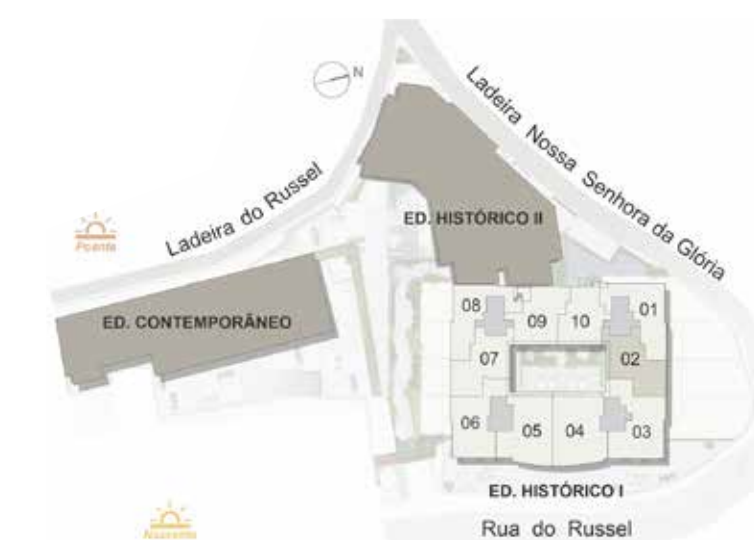 N
Ladeira Nossa Senhora da Glória
Ladeira do Russel
Poente
ED. HISTÓRICO II
ED. CONTEMPORÂNEO
08
09
10
01
07
02
06
05
04
03
ED. HISTÓRICO I
Nascente
Rua do Russel